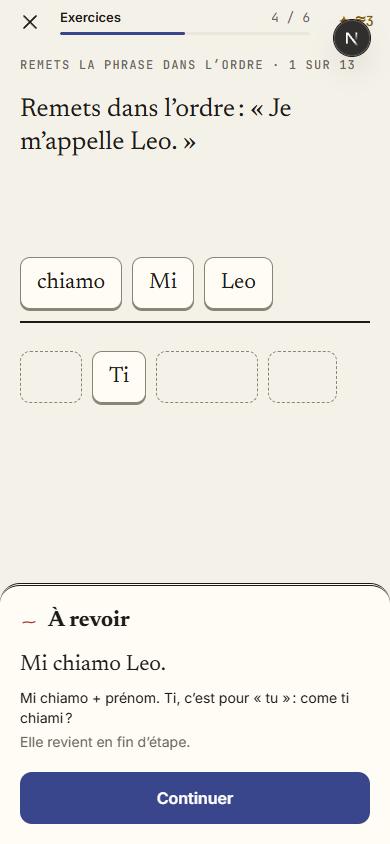 Exercices
4 / 6
N
REMETS LA PHRASE DANS L’ORDRE · 1 SUR 13
Remets dans l’ordre : « Je
m’appelle Leo. »
chiamo Mi Leo
Ti
~ À revoir
Mi chiamo Leo.
Mi chiamo + prénom. Ti, c’est pour « tu » : come ti
chiami ?
Elle revient en fin d’étape.
Continuer